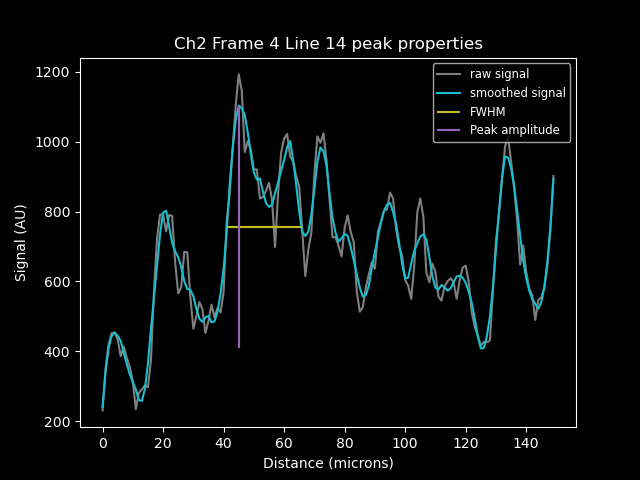 Ch2 Frame 4 Line 14 peak properties
raw signal
smoothed signal
FWHM
Peak amplitude
Signal (AU)
1200
1000
800
600
400
200
0 20 40 60 80 100 120 140
Distance (microns)